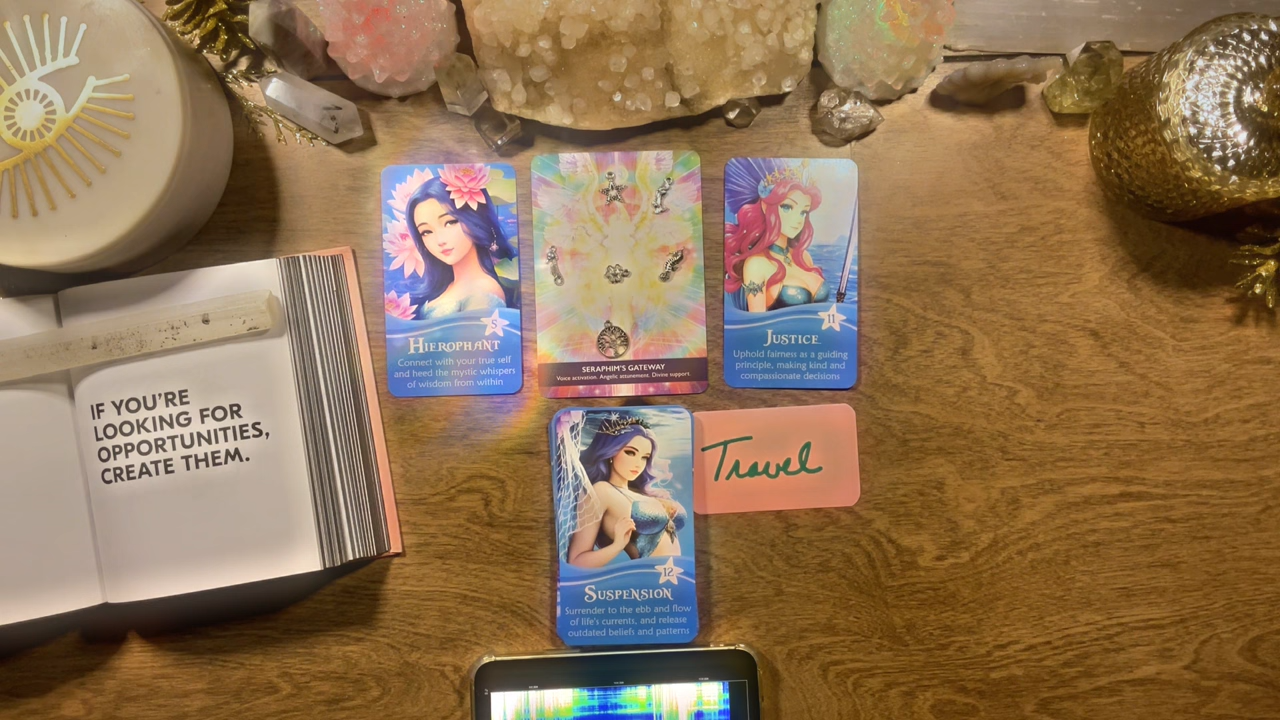 IF YOU'RE
LOOKING FOR
OPPORTUNITIES,
CREATE THEM.
5
HIEROPHANT
Connect with your true self
and heed the mystic whispers
of wisdom from within
SERAPHIM'S GATEWAY
Voice activation. Angelic attunement. Divine support.
11
JUSTICE
Uphold fairness as a guiding
principle, making kind and
compassionate decisions
Travel
12
SUSPENSION
Surrender to the ebb and flow
of life's currents, and release
outdated beliefs and patterns